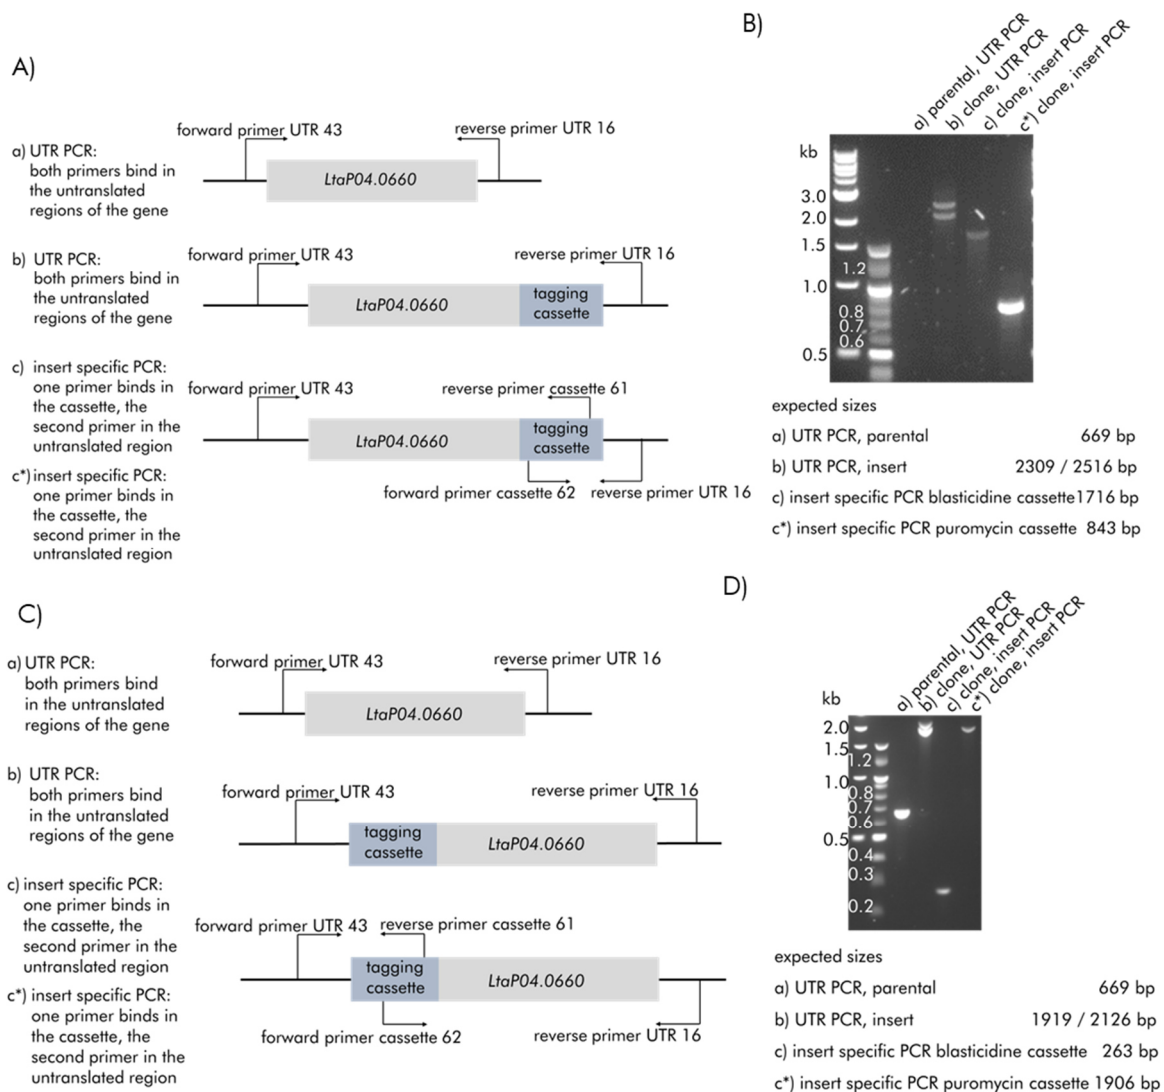 A)
a) UTR PCR:
both primers bind in
the untranslated
regions of the gene
forward primer UTR 43
reverse primer UTR 16
LtaP04.0660
b) UTR PCR:
both primers bind in
the untranslated
regions of the gene
forward primer UTR 43
reverse primer UTR 16
LtaP04.0660
tagging
cassette
c) insert specific PCR:
one primer binds in
the cassette, the
second primer in the
untranslated region
c*) insert specific PCR:
one primer binds in
the cassette, the
second primer in the
untranslated region
forward primer UTR 43
reverse primer cassette 61
LtaP04.0660
tagging
cassette
forward primer cassette 62
reverse primer UTR 16
B)
a) parental, UTR PCR
b) clone, UTR PCR
c) clone, insert PCR
c*) clone, insert PCR
kb
3.0
2.0
1.5
1.2
1.0
0.8
0.7
0.6
0.5
expected sizes
a) UTR PCR, parental 669 bp
b) UTR PCR, insert 2309 / 2516 bp
c) insert specific PCR blasticidine cassette1716 bp
c*) insert specific PCR puromycin cassette 843 bp
C)
a) UTR PCR:
both primers bind
in the untranslated
regions of the gene
forward primer UTR 43
reverse primer UTR 16
LtaP04.0660
b) UTR PCR:
both primers bind
in the untranslated
regions of the gene
forward primer UTR 43
reverse primer UTR 16
tagging
cassette
LtaP04.0660
c) insert specific PCR:
one primer binds in
the cassette, the
second primer in the
untranslated region
c*) insert specific PCR:
one primer binds in
the cassette, the
second primer in the
untranslated region
forward primer UTR 43
reverse primer cassette 61
tagging
cassette
LtaP04.0660
forward primer cassette 62
reverse primer UTR 16
D)
a) parental, UTR PCR
b) clone, UTR PCR
c) clone, insert PCR
c*) clone, insert PCR
kb
2.0
1.5
1.2
1.0
0.8
0.7
0.6
0.5
0.4
0.3
0.2
expected sizes
a) UTR PCR, parental 669 bp
b) UTR PCR, insert 1919 / 2126 bp
c) insert specific PCR blasticidine cassette 263 bp
c*) insert specific PCR puromycin cassette 1906 bp